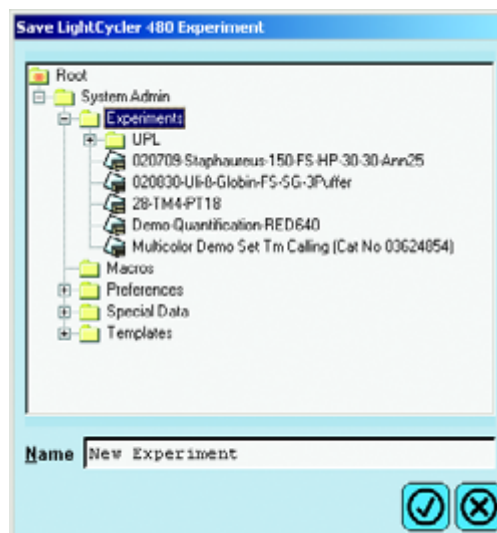 Save LightCycler 480 Experiment
Root
System Admin
Experiments
UPL
020709-Staphaureus-150-FS-HP-30-30-Ann25
020830-Uli-ß-Globin-FS-SG-3Puffer
28-TM4-PT18
Demo-Quantification-RED640
Multicolor Demo Set Tm Calling (Cat No 03624854)
Macros
Preferences
Special Data
Templates
Name New Experiment